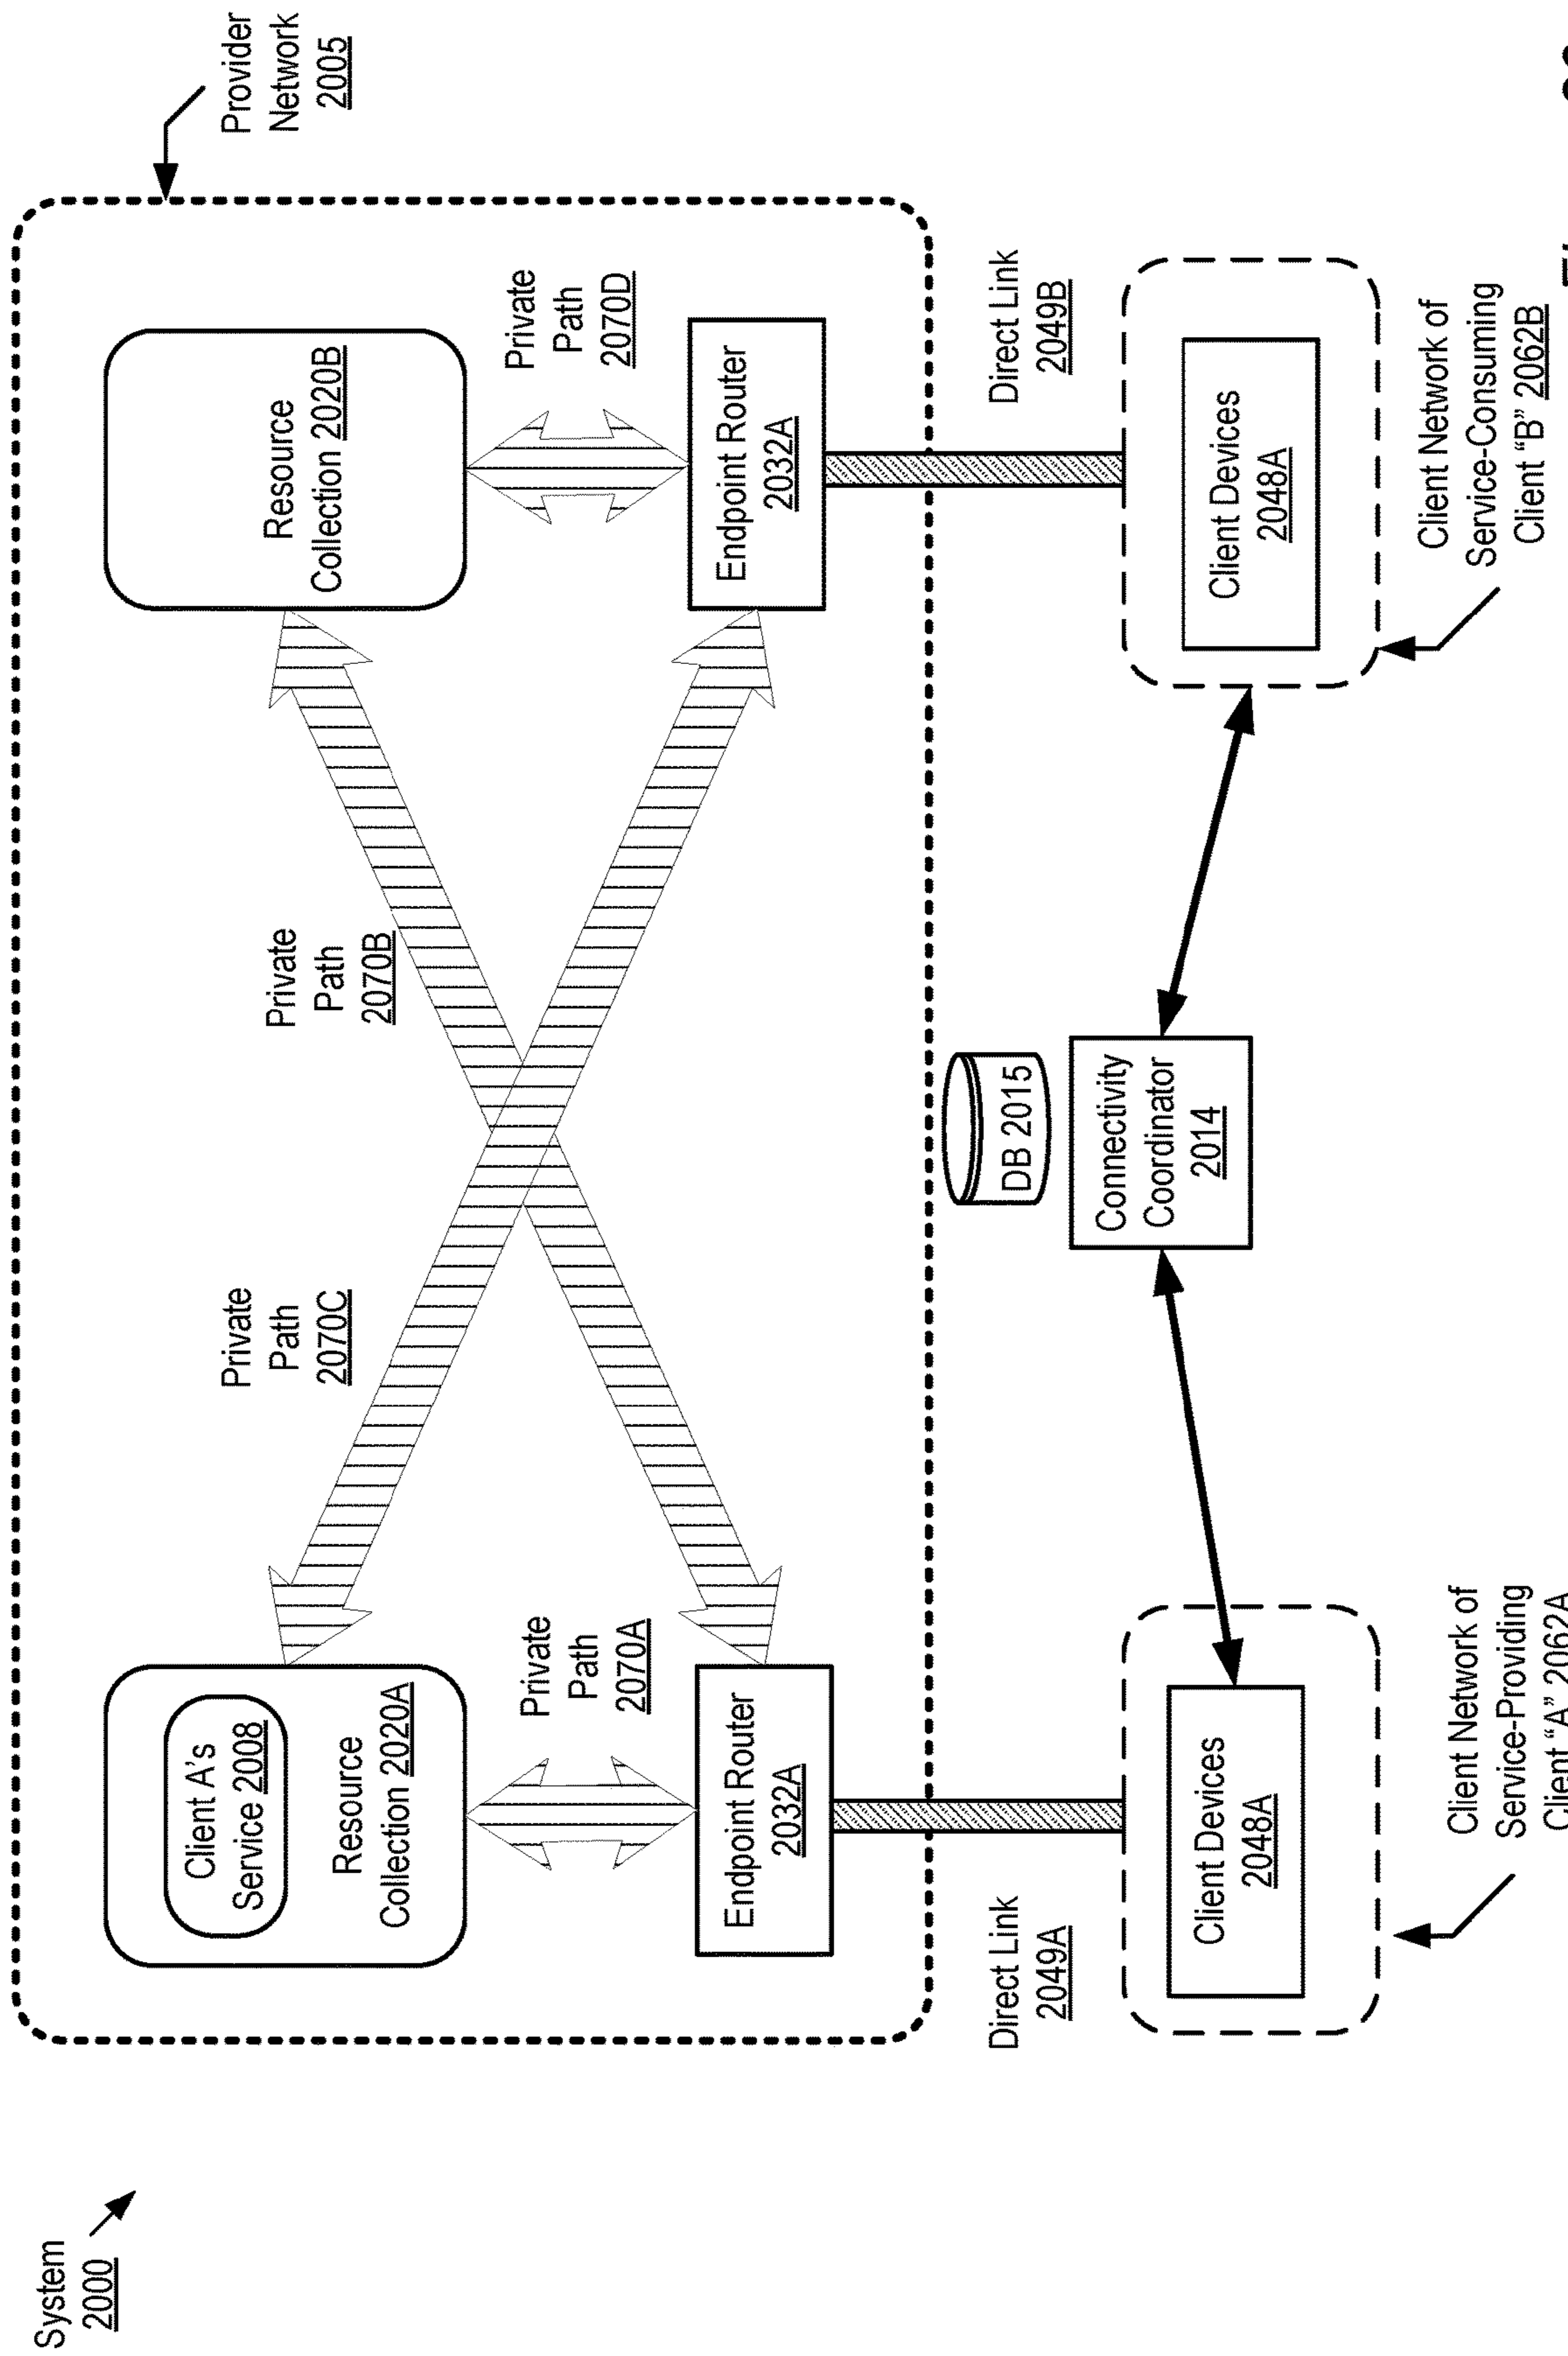 System
2000
Provider
Network
2005
Client A's
Service 2008
Resource
Collection 2020A
Private
Path
2070C
Private
Path
2070B
Resource
Collection 2020B
Private
Path
2070A
Private
Path
2070D
Endpoint Router
2032A
Endpoint Router
2032A
Direct Link
2049A
DB 2015
Direct Link
2049B
Client Devices
2048A
Connectivity
Coordinator
2014
Client Devices
2048A
Client Network of
Service-Providing
Client “A” 2062A
Client Network of
Service-Consuming
Client “B” 2062B